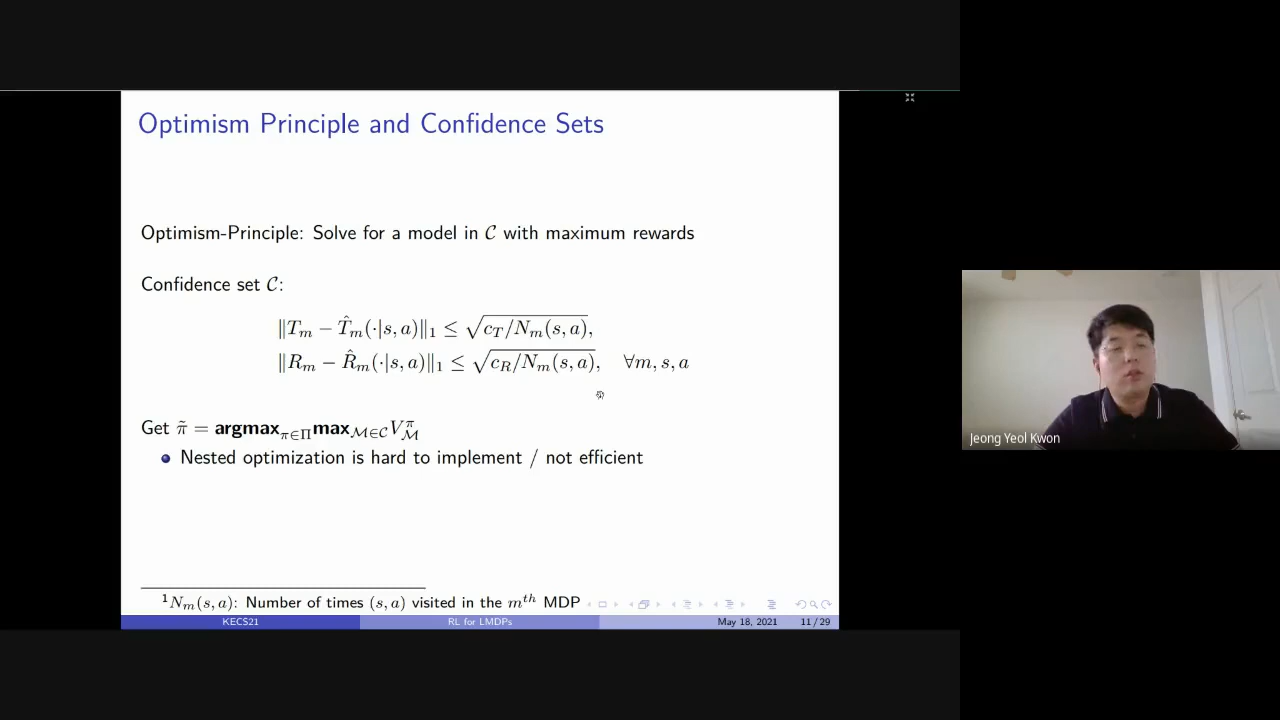 Optimism Principle and Confidence Sets
Optimism-Principle: Solve for a model in 𝒞 with maximum rewards
Confidence set 𝒞:
‖T_m − T̂_m(·|s, a)‖₁ ≤ √(c_T/N_m(s, a)),
‖R_m − R̂_m(·|s, a)‖₁ ≤ √(c_R/N_m(s, a)), ∀m, s, a
Get π̃ = argmax_{π∈Π} max_{ℳ∈𝒞} V_ℳ^π
• Nested optimization is hard to implement / not efficient
¹N_m(s, a): Number of times (s, a) visited in the m^{th} MDP
KECS21 RL for LMDPs May 18, 2021 11 / 29
Jeong Yeol Kwon